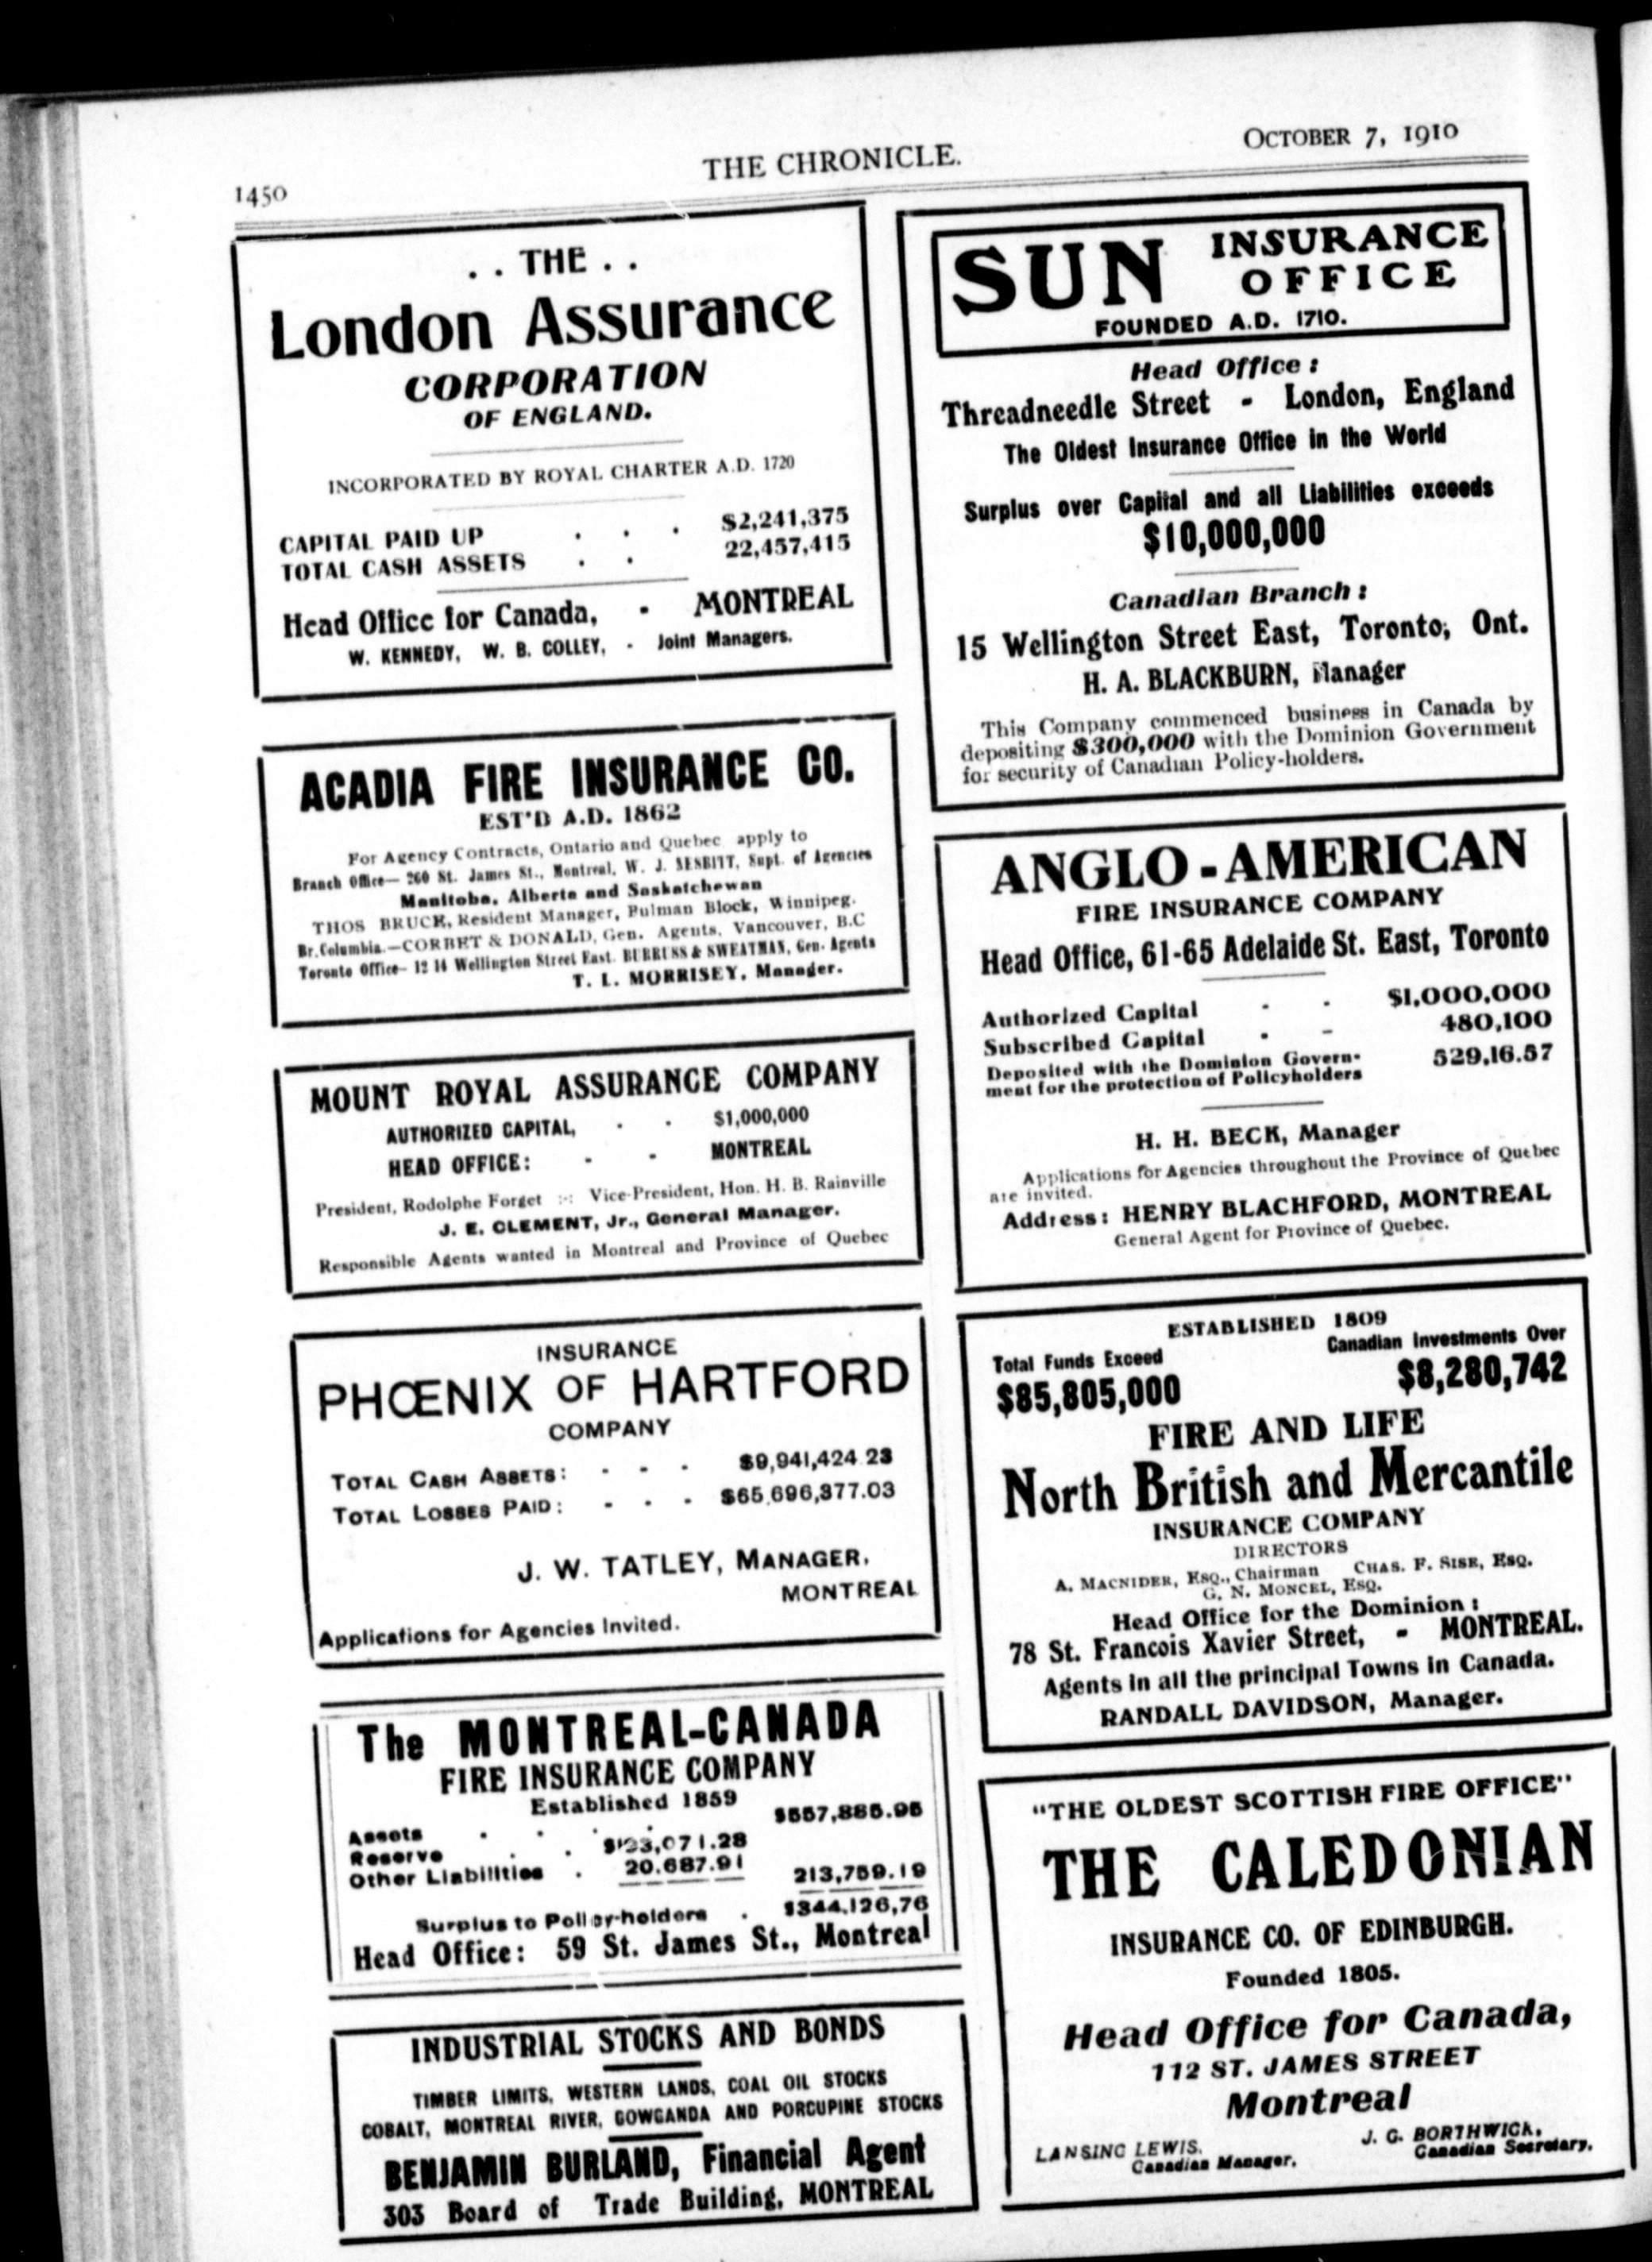 1450
THE CHRONICLE.
OCTOBER 7, 1910
. . THE . .
London Assurance
CORPORATION
OF ENGLAND.
INCORPORATED BY ROYAL CHARTER A.D. 1720
CAPITAL PAID UP . . . $2,241,375
TOTAL CASH ASSETS . . 22,457,415
Head Office for Canada, - MONTREAL
W. KENNEDY, W. B. COLLEY, - Joint Managers.
ACADIA FIRE INSURANCE CO.
EST'D A.D. 1862
For Agency Contracts, Ontario and Quebec apply to
Branch Office— 260 St. James St., Montreal, W. J. NESBITT, Supt. of Agencies
Manitoba, Alberta and Saskatchewan
THOS BRUCE, Resident Manager, Pulman Block, Winnipeg.
Br. Columbia.—CORBET & DONALD, Gen. Agents, Vancouver, B.C
Toronto Office— 12 14 Wellington Street East. BURRUSS & SWEATMAN, Gen. Agents
T. L. MORRISEY, Manager.
MOUNT ROYAL ASSURANCE COMPANY
AUTHORIZED CAPITAL, . . $1,000,000
HEAD OFFICE: - - MONTREAL
President, Rodolphe Forget :-: Vice-President, Hon. H. B. Rainville
J. E. CLEMENT, Jr., General Manager.
Responsible Agents wanted in Montreal and Province of Quebec
INSURANCE
PHŒNIX OF HARTFORD
COMPANY
TOTAL CASH ASSETS: - - - $9,941,424.23
TOTAL LOSSES PAID: - - - $65,696,377.03
J. W. TATLEY, MANAGER,
MONTREAL
Applications for Agencies Invited.
The MONTREAL-CANADA
FIRE INSURANCE COMPANY
Established 1859
Assets . . . . $557,885.95
Reserve . . $193,071.28
Other Liabilities . 20,687.91 213,759.19
Surplus to Policy-holders . $344,126,76
Head Office: 59 St. James St., Montreal
INDUSTRIAL STOCKS AND BONDS
TIMBER LIMITS, WESTERN LANDS, COAL OIL STOCKS
COBALT, MONTREAL RIVER, GOWGANDA AND PORCUPINE STOCKS
BENJAMIN BURLAND, Financial Agent
303 Board of Trade Building, MONTREAL
SUN INSURANCE
OFFICE
FOUNDED A.D. 1710.
Head Office:
Threadneedle Street - London, England
The Oldest Insurance Office in the World
Surplus over Capital and all Liabilities exceeds
$10,000,000
Canadian Branch:
15 Wellington Street East, Toronto, Ont.
H. A. BLACKBURN, Manager
This Company commenced business in Canada by
depositing $300,000 with the Dominion Government
for security of Canadian Policy-holders.
ANGLO-AMERICAN
FIRE INSURANCE COMPANY
Head Office, 61-65 Adelaide St. East, Toronto
Authorized Capital - - $1,000,000
Subscribed Capital - - 480,100
Deposited with the Dominion Govern-
ment for the protection of Policyholders 529,16.57
H. H. BECK, Manager
Applications for Agencies throughout the Province of Quebec
are invited.
Address: HENRY BLACHFORD, MONTREAL
General Agent for Province of Quebec.
ESTABLISHED 1809
Total Funds Exceed Canadian Investments Over
$85,805,000 $8,280,742
FIRE AND LIFE
North British and Mercantile
INSURANCE COMPANY
DIRECTORS
A. MACNIDER, ESQ., Chairman CHAS. F. SISE, ESQ.
G. N. MONCEL, ESQ.
Head Office for the Dominion:
78 St. Francois Xavier Street, - MONTREAL.
Agents in all the principal Towns in Canada.
RANDALL DAVIDSON, Manager.
"THE OLDEST SCOTTISH FIRE OFFICE"
THE CALEDONIAN
INSURANCE CO. OF EDINBURGH.
Founded 1805.
Head Office for Canada,
112 ST. JAMES STREET
Montreal
LANSING LEWIS, J. G. BORTHWICK,
Canadian Manager. Canadian Secretary.